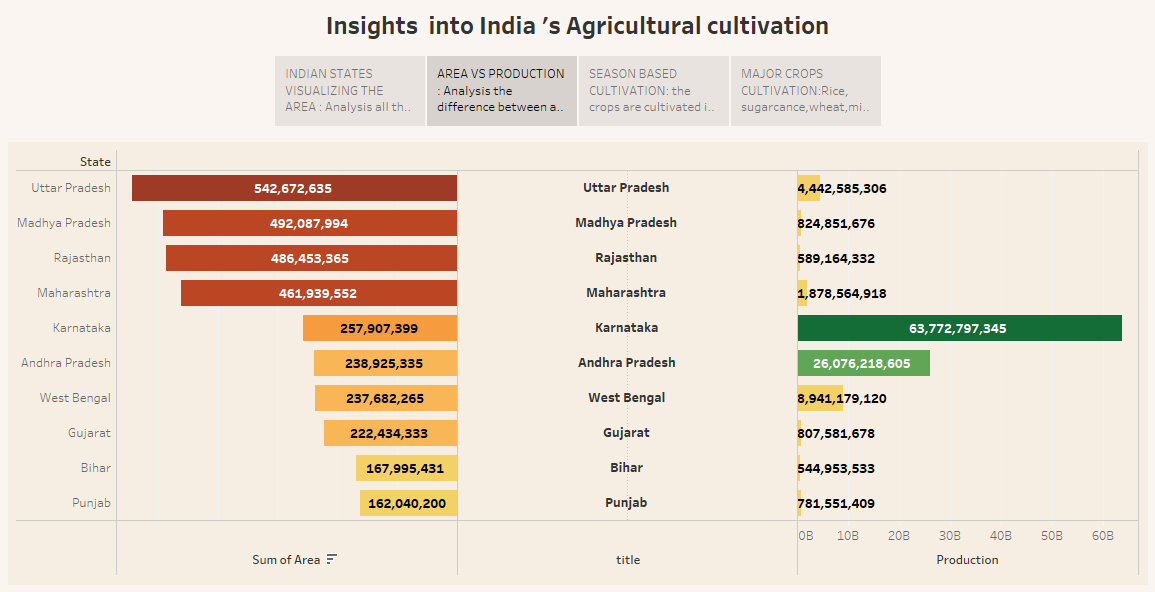 Insights  into India ’s Agricultural cultivation
INDIAN STATES
VISUALIZING THE
AREA : Analysis all th..
AREA VS PRODUCTION
: Analysis the
difference between a..
SEASON BASED
CULTIVATION: the
crops are cultivated i..
MAJOR CROPS
CULTIVATION:Rice,
sugarcance,wheat,mi..
State
Uttar Pradesh 542,672,635 Uttar Pradesh 4,442,585,306
Madhya Pradesh 492,087,994 Madhya Pradesh 824,851,676
Rajasthan 486,453,365 Rajasthan 589,164,332
Maharashtra 461,939,552 Maharashtra 1,878,564,918
Karnataka 257,907,399 Karnataka 63,772,797,345
Andhra Pradesh 238,925,335 Andhra Pradesh 26,076,218,605
West Bengal 237,682,265 West Bengal 8,941,179,120
Gujarat 222,434,333 Gujarat 807,581,678
Bihar 167,995,431 Bihar 544,953,533
Punjab 162,040,200 Punjab 781,551,409
0B 10B 20B 30B 40B 50B 60B
Sum of Area title Production